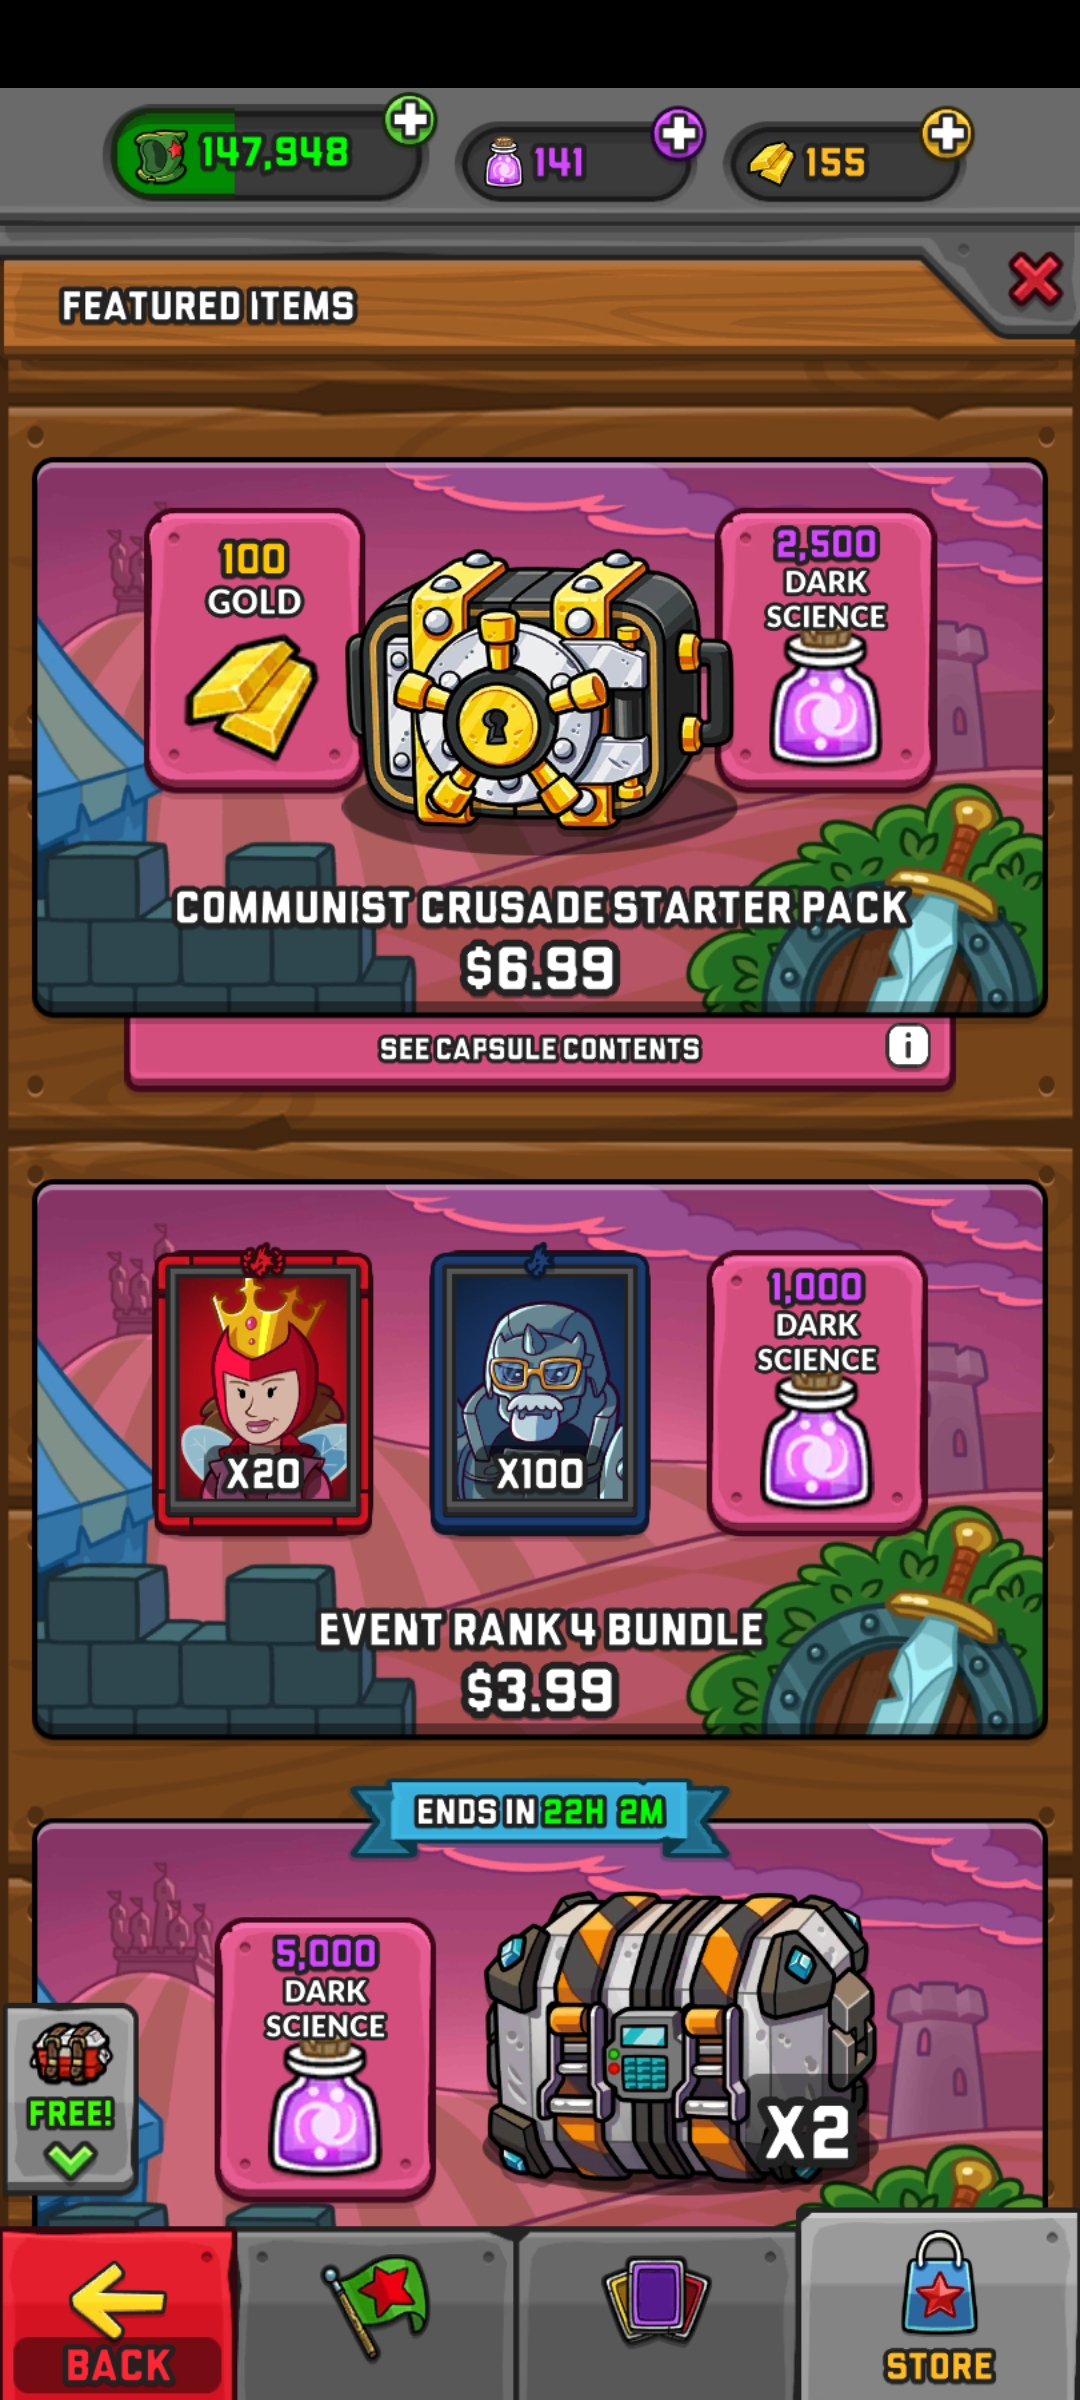 147,948
141
155
FEATURED ITEMS
100
GOLD
2,500
DARK
SCIENCE
COMMUNIST CRUSADE STARTER PACK
$6.99
SEE CAPSULE CONTENTS
i
X20
X100
1,000
DARK
SCIENCE
EVENT RANK 4 BUNDLE
$3.99
ENDS IN 22H 2M
5,000
DARK
SCIENCE
X2
FREE!
BACK
STORE